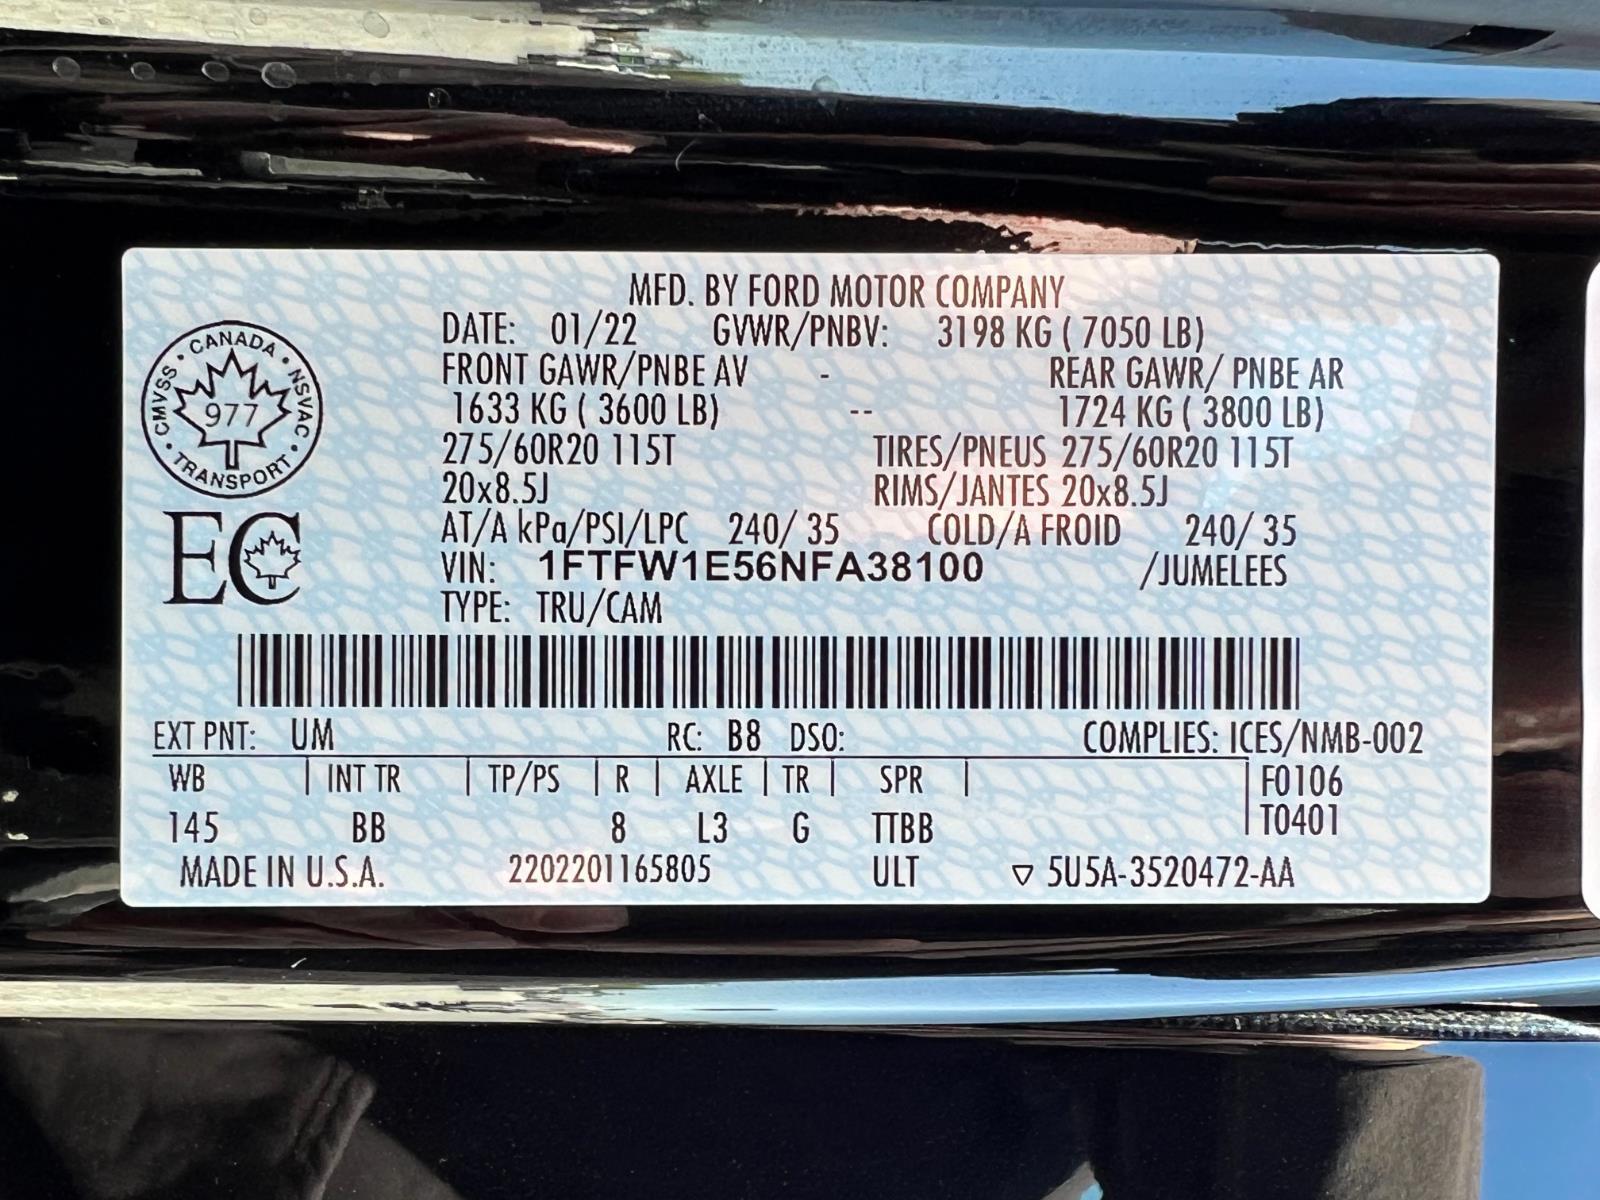 MFD. BY FORD MOTOR COMPANY
DATE: 01/22 GVWR/PNBV: 3198 KG ( 7050 LB)
FRONT GAWR/PNBE AV - REAR GAWR/ PNBE AR
1633 KG ( 3600 LB) -- 1724 KG ( 3800 LB)
275/60R20 115T TIRES/PNEUS 275/60R20 115T
20x8.5J RIMS/JANTES 20x8.5J
AT/A kPa/PSI/LPC 240/ 35 COLD/A FROID 240/ 35
VIN: 1FTFW1E56NFA38100 /JUMELEES
TYPE: TRU/CAM
CANADA
CMVSS
NSVAC
977
TRANSPORT
EC
EXT PNT: UM RC: B8 DSO: COMPLIES: ICES/NMB-002
WB | INT TR | TP/PS | R | AXLE | TR | SPR | F0106
145 BB 8 L3 G TTBB T0401
MADE IN U.S.A. 2202201165805 ULT ▽ 5U5A-3520472-AA